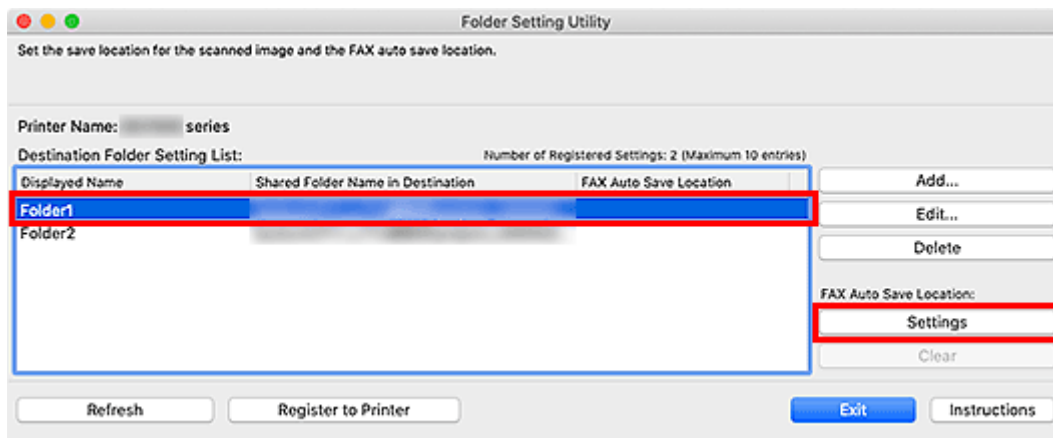 Folder Setting Utility
Set the save location for the scanned image and the FAX auto save location.
Printer Name: series
Destination Folder Setting List: Number of Registered Settings: 2 (Maximum 10 entries)
Displayed Name Shared Folder Name in Destination FAX Auto Save Location Add...
Folder1 Edit...
Folder2 Delete
FAX Auto Save Location:
Settings
Clear
Refresh Register to Printer Exit Instructions